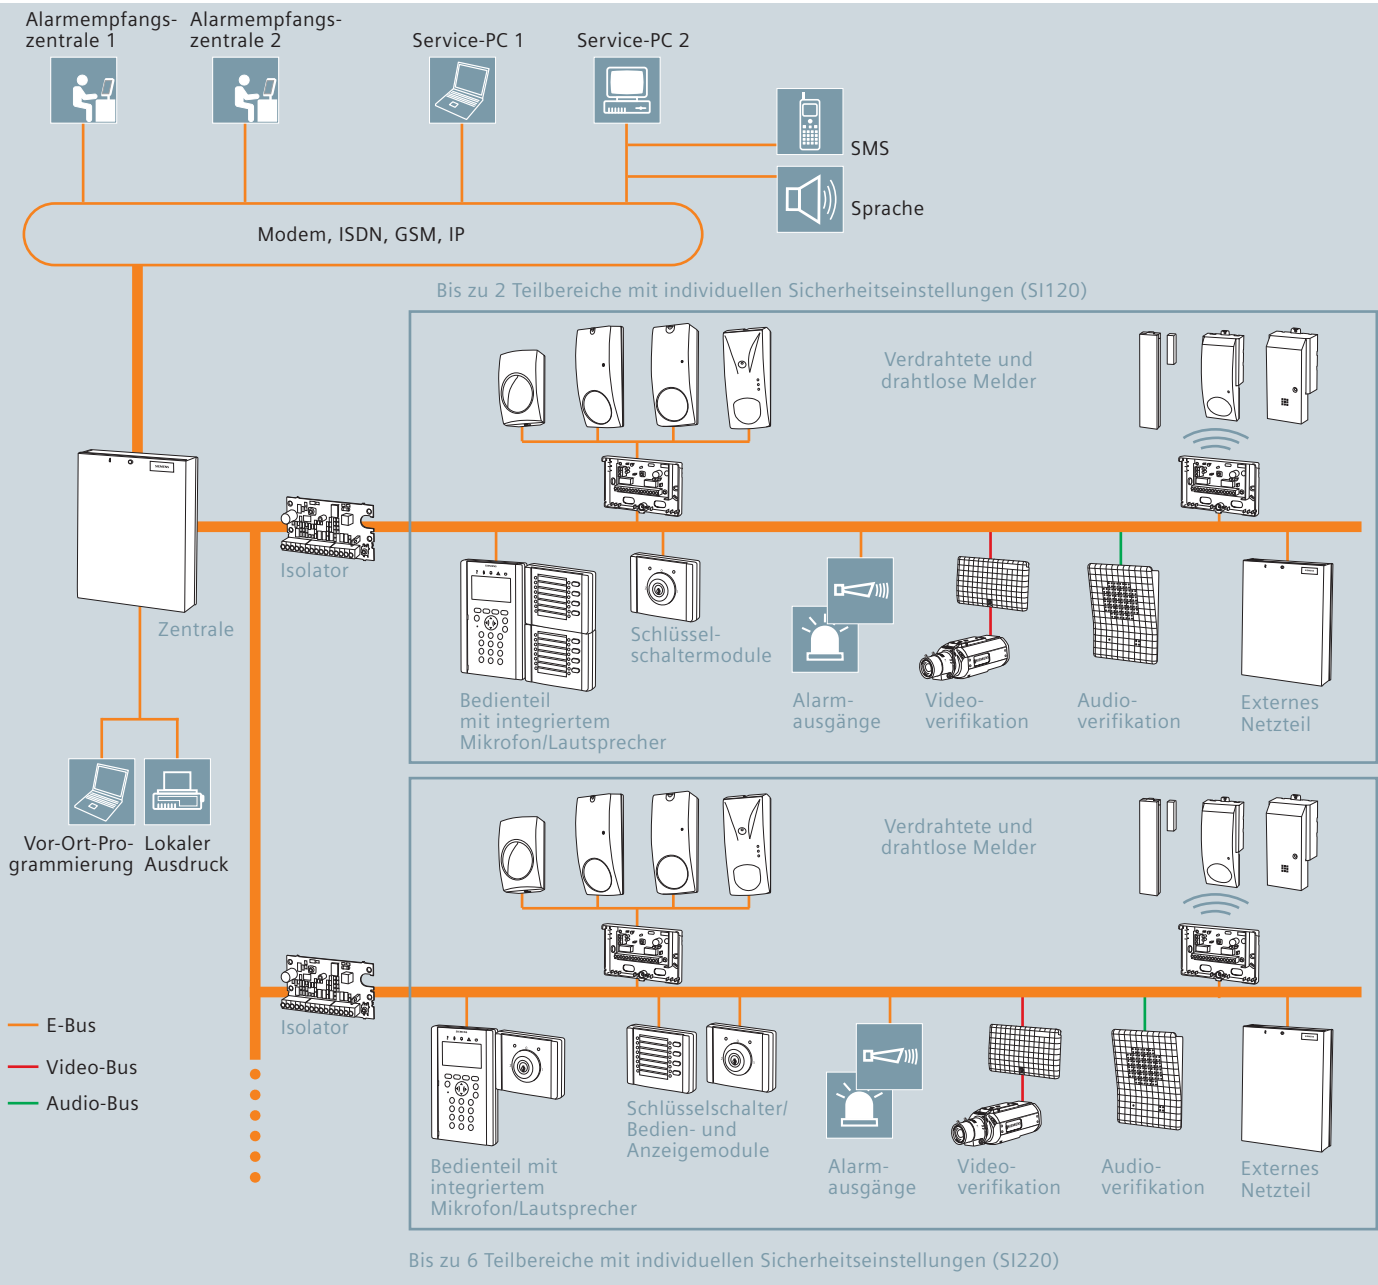 Alarmempfangs-
zentrale 1
Alarmempfangs-
zentrale 2
Service-PC 1
Service-PC 2
SMS
Sprache
Modem, ISDN, GSM, IP
Bis zu 2 Teilbereiche mit individuellen Sicherheitseinstellungen (SI120)
Verdrahtete und
drahtlose Melder
SIEMENS
Isolator
Zentrale
Bedienteil
mit integriertem
Mikrofon/Lautsprecher
Schlüssel-
schaltermodule
Alarm-
ausgänge
Video-
verifikation
Audio-
verifikation
Externes
Netzteil
Vor-Ort-Pro-
grammierung
Lokaler
Ausdruck
Verdrahtete und
drahtlose Melder
Isolator
E-Bus
Video-Bus
Audio-Bus
Bedienteil mit
integriertem
Mikrofon/Lautsprecher
Schlüsselschalter/
Bedien- und
Anzeigemodule
Alarm-
ausgänge
Video-
verifikation
Audio-
verifikation
Externes
Netzteil
Bis zu 6 Teilbereiche mit individuellen Sicherheitseinstellungen (SI220)